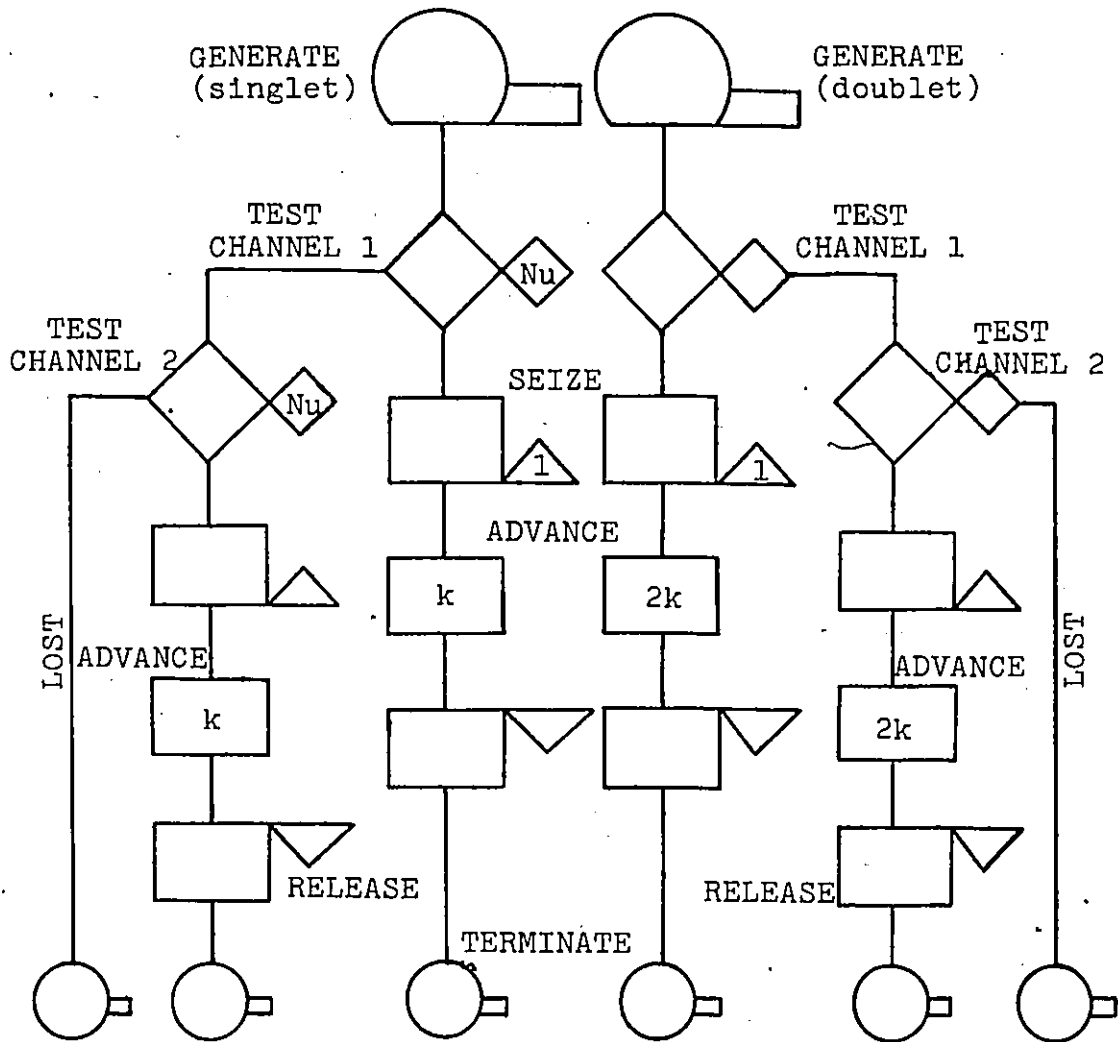 GENERATE
(singlet)
GENERATE
(doublet)
TEST
CHANNEL 1
TEST
CHANNEL 1
Nu
TEST
CHANNEL 2
TEST
CHANNEL 2
Nu
SEIZE
1
1
ADVANCE
k
2k
LOST
ADVANCE
ADVANCE
LOST
k
2k
RELEASE
RELEASE
TERMINATE